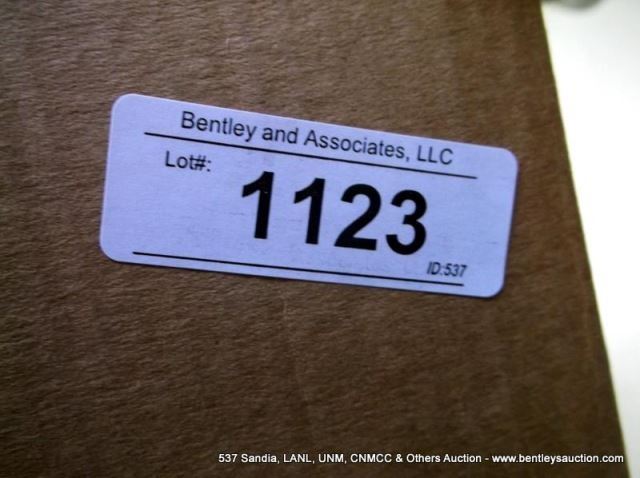 Bentley and Associates, LLC
Lot#:
1123
ID:537
537 Sandia, LANL, UNM, CNMCC & Others Auction - www.bentleysauction.com